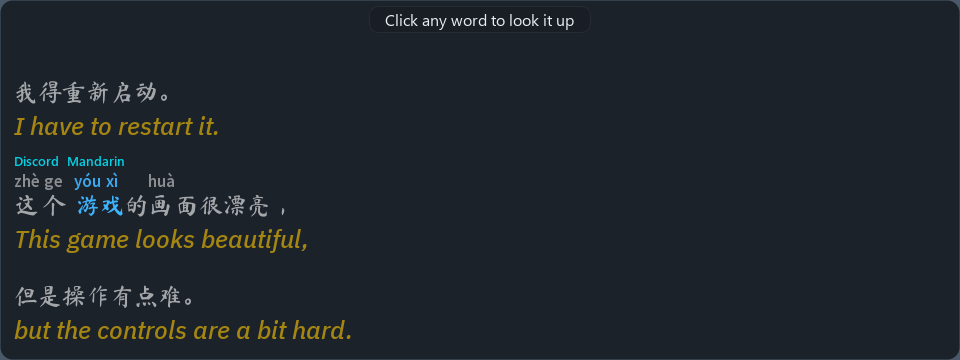 Click any word to look it up
我得重新启动。
I have to restart it.
Discord Mandarin
zhè ge yóu xì huà
这个 游戏的画面很漂亮，
This game looks beautiful,
但是操作有点难。
but the controls are a bit hard.